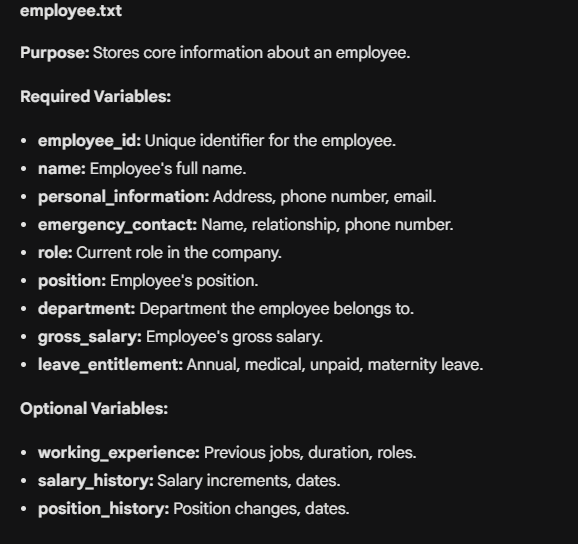 employee.txt
Purpose: Stores core information about an employee.
Required Variables:
• employee_id: Unique identifier for the employee.
• name: Employee's full name.
• personal_information: Address, phone number, email.
• emergency_contact: Name, relationship, phone number.
• role: Current role in the company.
• position: Employee's position.
• department: Department the employee belongs to.
• gross_salary: Employee's gross salary.
• leave_entitlement: Annual, medical, unpaid, maternity leave.
Optional Variables:
• working_experience: Previous jobs, duration, roles.
• salary_history: Salary increments, dates.
• position_history: Position changes, dates.